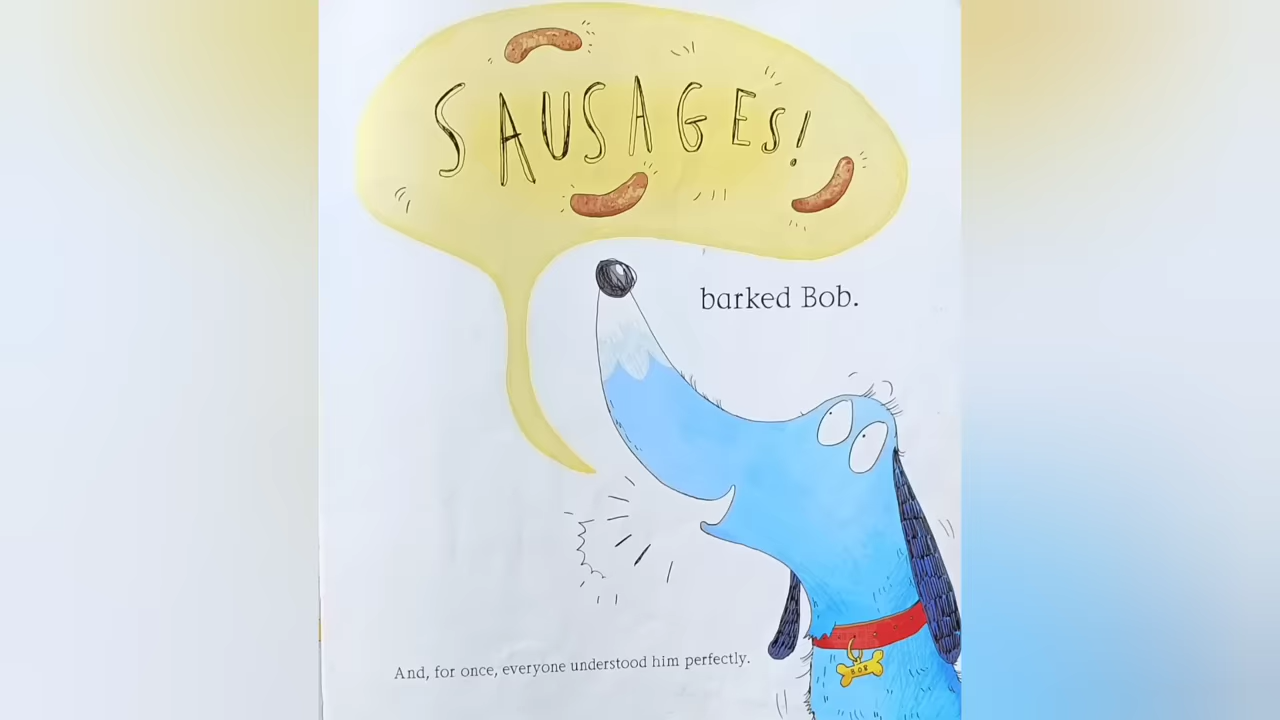 SAUSAGES!
barked Bob.
And, for once, everyone understood him perfectly.
BOB